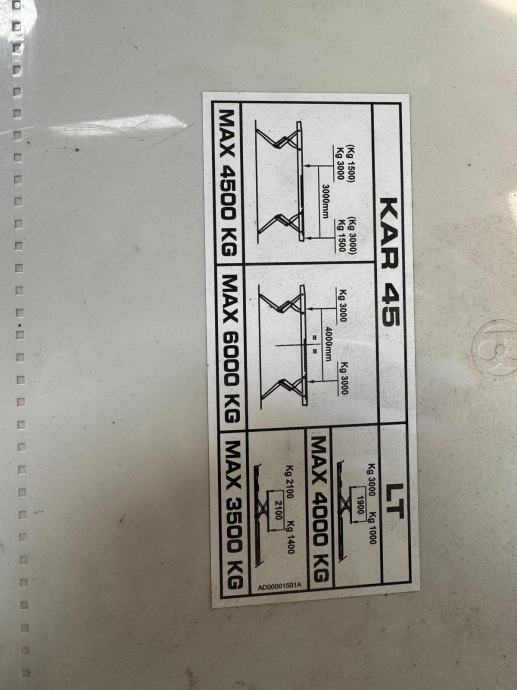 KAR 45
(Kg 1500) (Kg 3000)
Kg 3000 Kg 1500
3000mm
MAX 4500 KG
Kg 3000 Kg 3000
= =
4000mm
MAX 6000 KG
LT
Kg 3000 Kg 1000
1900
MAX 4000 KG
Kg 2100 Kg 1400
2100
MAX 3500 KG
AD00001501A